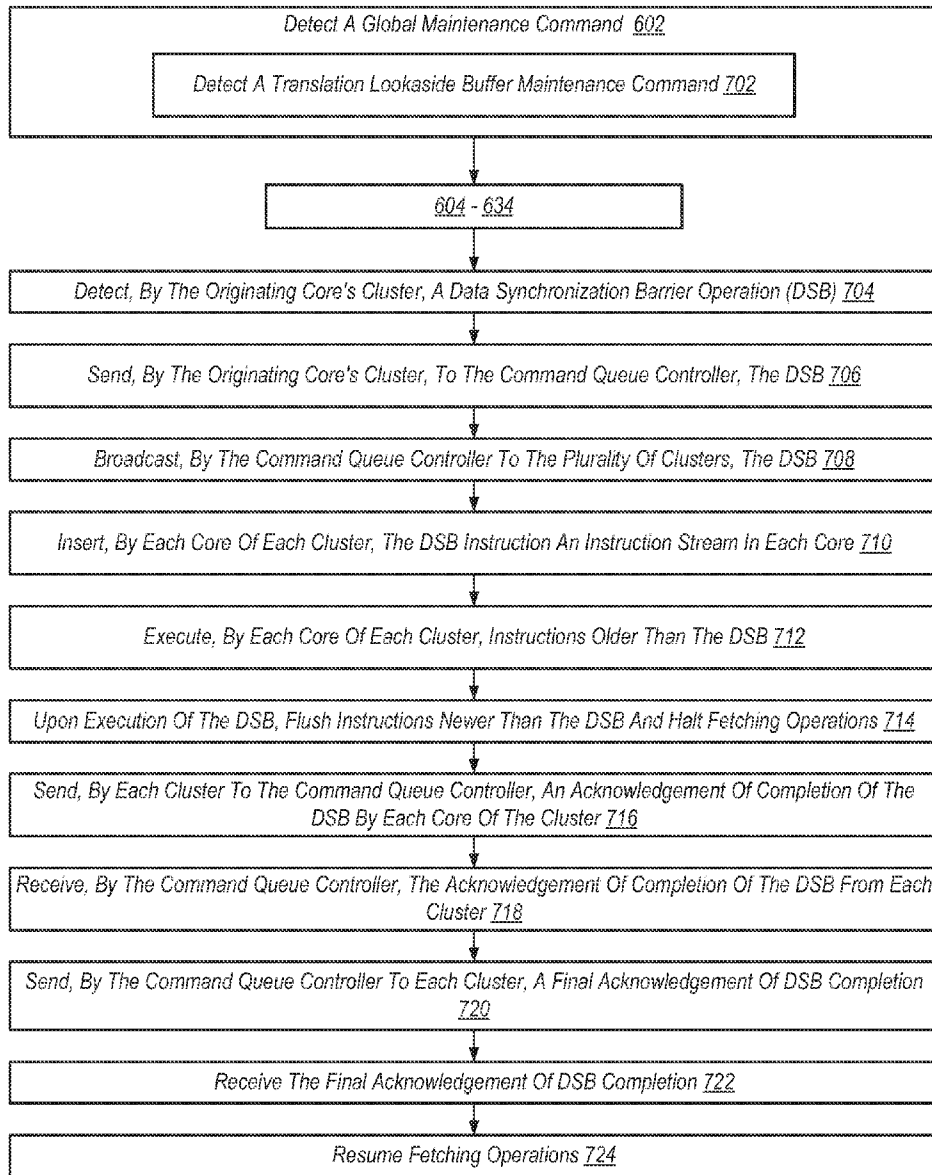 Detect A Global Maintenance Command 602
Detect A Translation Lookaside Buffer Maintenance Command 702
604 - 634
Detect, By The Originating Core's Cluster, A Data Synchronization Barrier Operation (DSB) 704
Send, By The Originating Core's Cluster, To The Command Queue Controller, The DSB 706
Broadcast, By The Command Queue Controller To The Plurality Of Clusters, The DSB 708
Insert, By Each Core Of Each Cluster, The DSB Instruction An Instruction Stream In Each Core 710
Execute, By Each Core Of Each Cluster, Instructions Older Than The DSB 712
Upon Execution Of The DSB, Flush Instructions Newer Than The DSB And Halt Fetching Operations 714
Send, By Each Cluster To The Command Queue Controller, An Acknowledgement Of Completion Of The
DSB By Each Core Of The Cluster 716
Receive, By The Command Queue Controller, The Acknowledgement Of Completion Of The DSB From Each
Cluster 718
Send, By The Command Queue Controller To Each Cluster, A Final Acknowledgement Of DSB Completion
720
Receive The Final Acknowledgement Of DSB Completion 722
Resume Fetching Operations 724